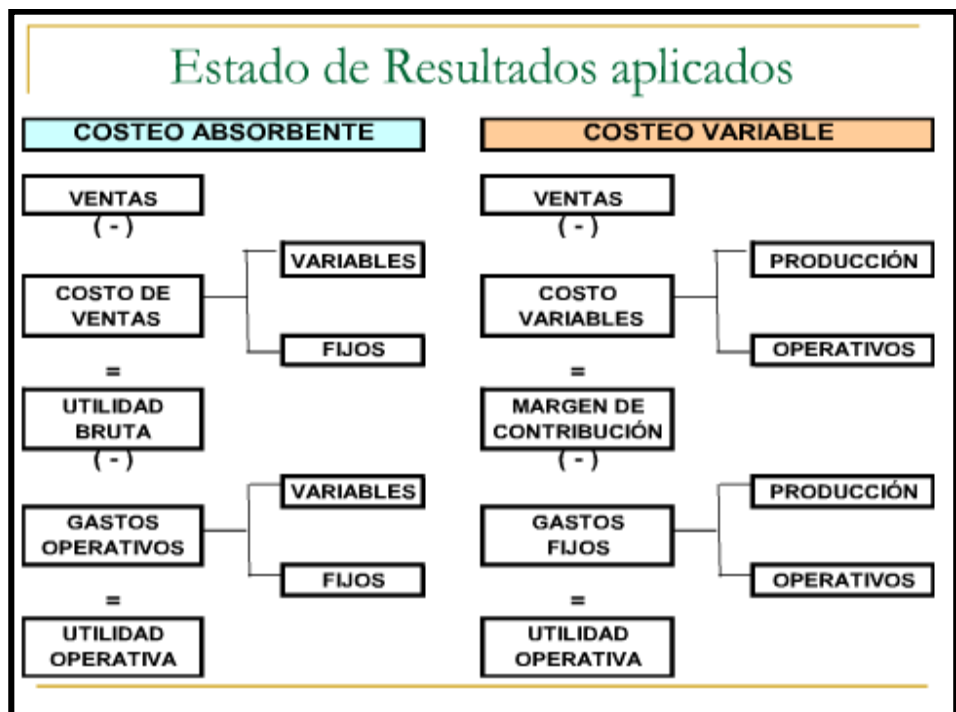 Estado de Resultados aplicados
COSTEO ABSORBENTE
VENTAS
( - )
VARIABLES
COSTO DE
VENTAS
FIJOS
=
UTILIDAD
BRUTA
( - )
VARIABLES
GASTOS
OPERATIVOS
FIJOS
=
UTILIDAD
OPERATIVA
COSTEO VARIABLE
VENTAS
( - )
PRODUCCIÓN
COSTO
VARIABLES
OPERATIVOS
=
MARGEN DE
CONTRIBUCIÓN
( - )
PRODUCCIÓN
GASTOS
FIJOS
OPERATIVOS
=
UTILIDAD
OPERATIVA